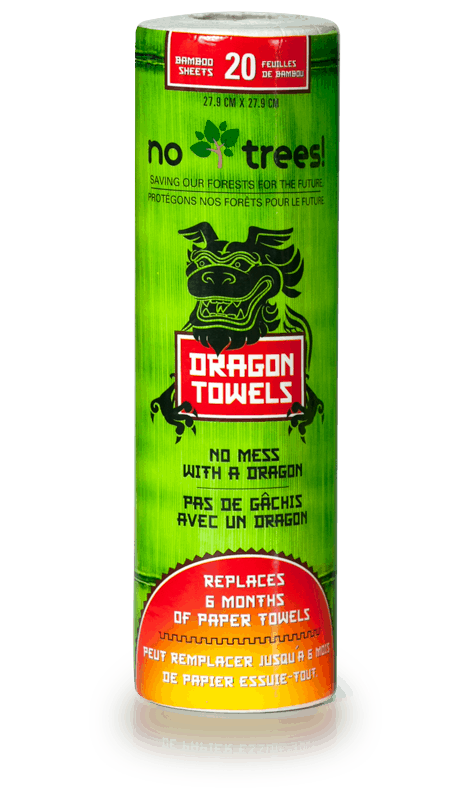 BAMBOO SHEETS 20 FEUILLES DE BAMBOU
27.9 CM X 27.9 CM
no trees!
SAVING OUR FORESTS FOR THE FUTURE
PROTÉGONS NOS FORÊTS POUR LE FUTURE
DRAGON
TOWELS
NO MESS
WITH A DRAGON
PAS DE GÂCHIS
AVEC UN DRAGON
REPLACES
6 MONTHS
OF PAPER TOWELS
PEUT REMPLACER JUSQU'À 6 MOIS
DE PAPIER ESSUIE-TOUT.